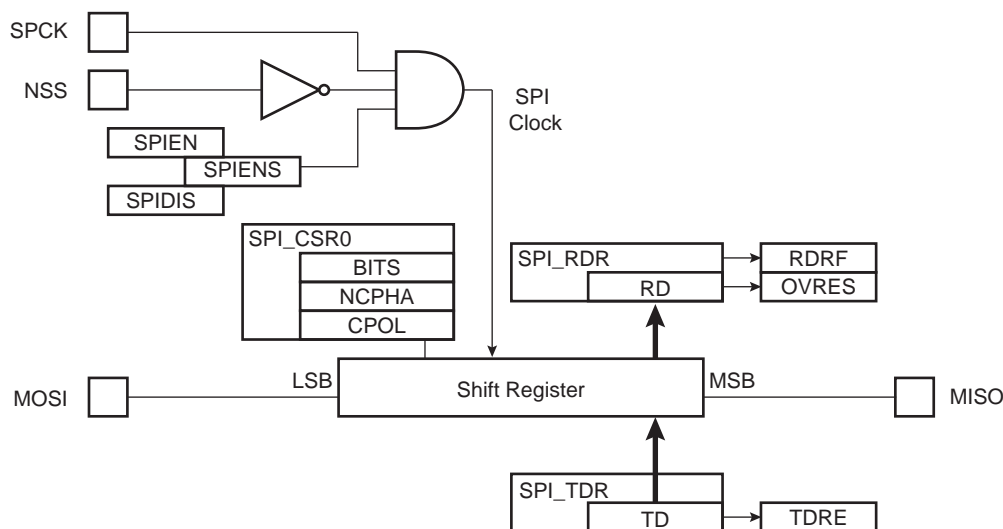 SPCK
NSS
SPI
Clock
SPIEN
SPIENS
SPIDIS
SPI_CSR0
BITS
NCPHA
CPOL
SPI_RDR
RD
RDRF
OVRES
MOSI
LSB
Shift Register
MSB
MISO
SPI_TDR
TD
TDRE